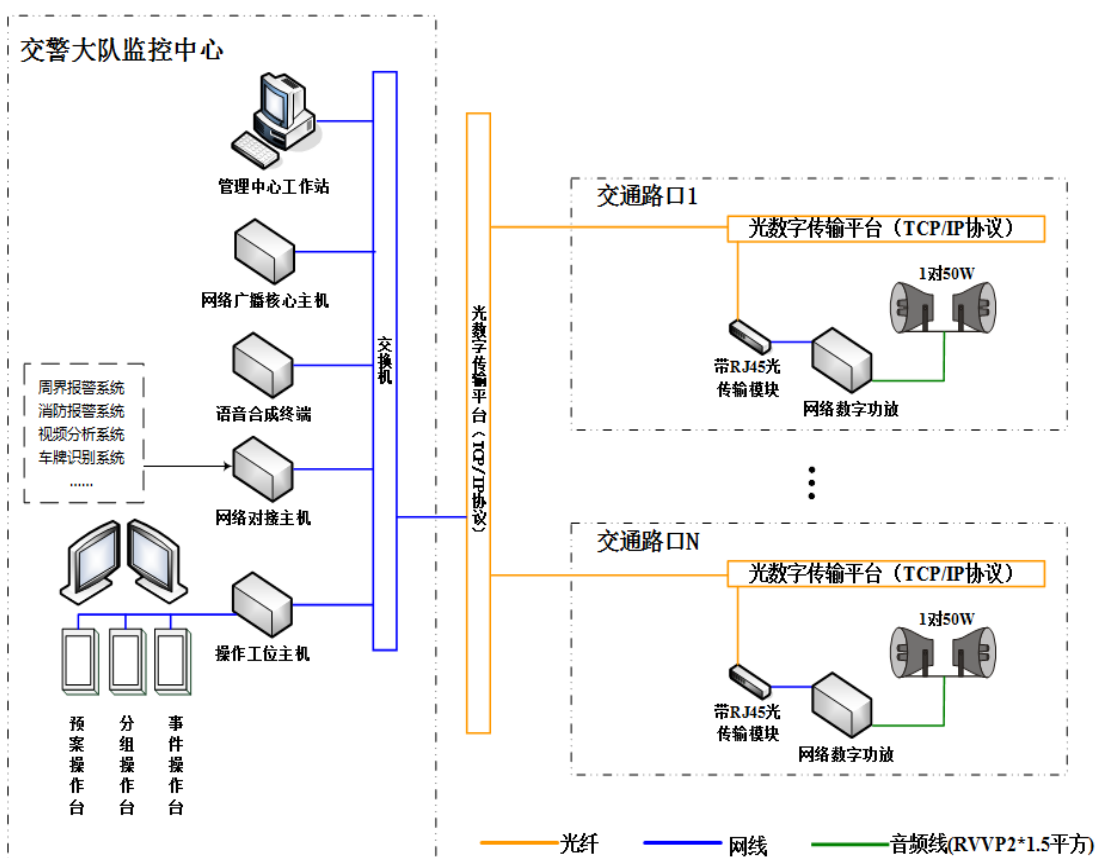 交警大队监控中心
管理中心工作站
网络广播核心主机
语音合成终端
周界报警系统
消防报警系统
视频分析系统
车牌识别系统
......
网络对接主机
操作工位主机
预案操作台
分组操作台
事件操作台
交换机
光数字传输平台（TCP/IP协议）
交通路口1
光数字传输平台（TCP/IP协议）
1对50W
带RJ45光
传输模块
网络数字功放
交通路口N
光数字传输平台（TCP/IP协议）
1对50W
带RJ45光
传输模块
网络数字功放
光纤
网线
音频线(RVVP2*1.5平方)